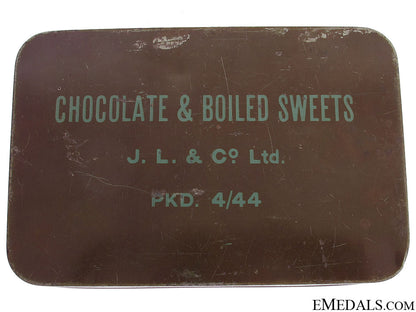 CHOCOLATE & BOILED SWEETS
J. L. & Cº Ltd.
PKD. 4/44
EMEDALS.COM